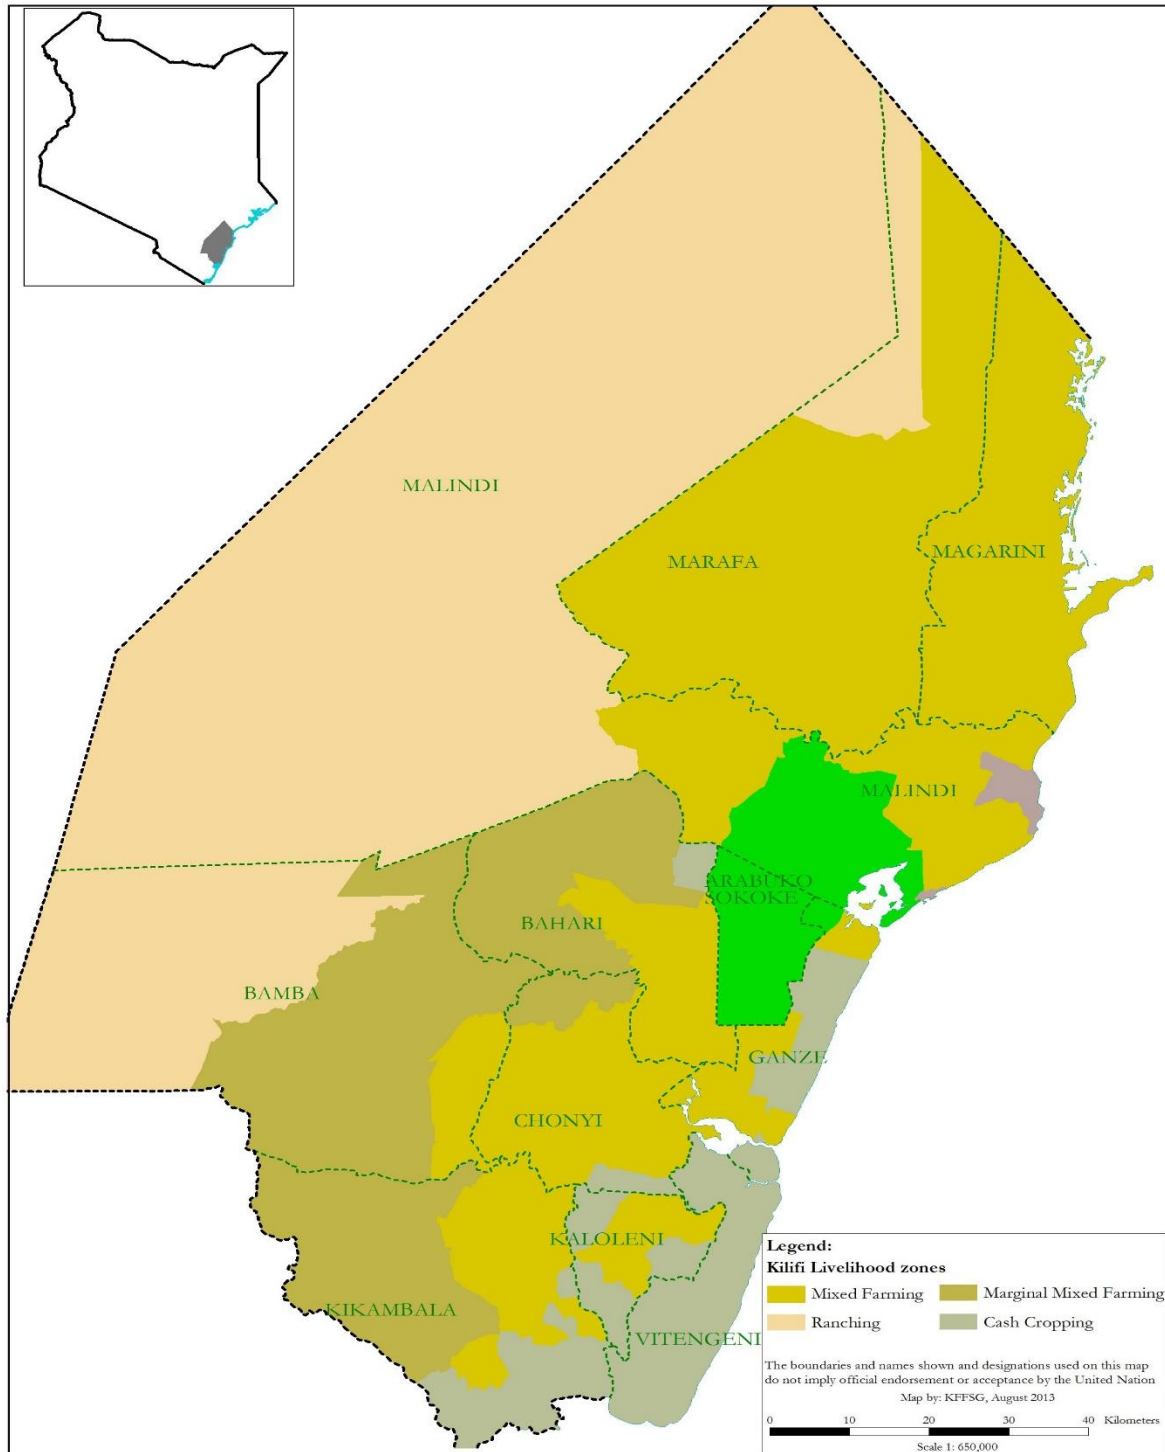 MALINDI
MARAFA
MAGARINI
MALINDI
ARABUKO
SOKOKE
BAHARI
BAMBA
GANZE
CHONYI
KALOLENI
KIKAMBALA
VITENGENI
Legend:
Kilifi Livelihood zones
Mixed Farming
Marginal Mixed Farming
Ranching
Cash Cropping
The boundaries and names shown and designations used on this map
do not imply official endorsement or acceptance by the United Nation
Map by: KFFSG, August 2013
0 10 20 30 40 Kilometers
Scale 1: 650,000